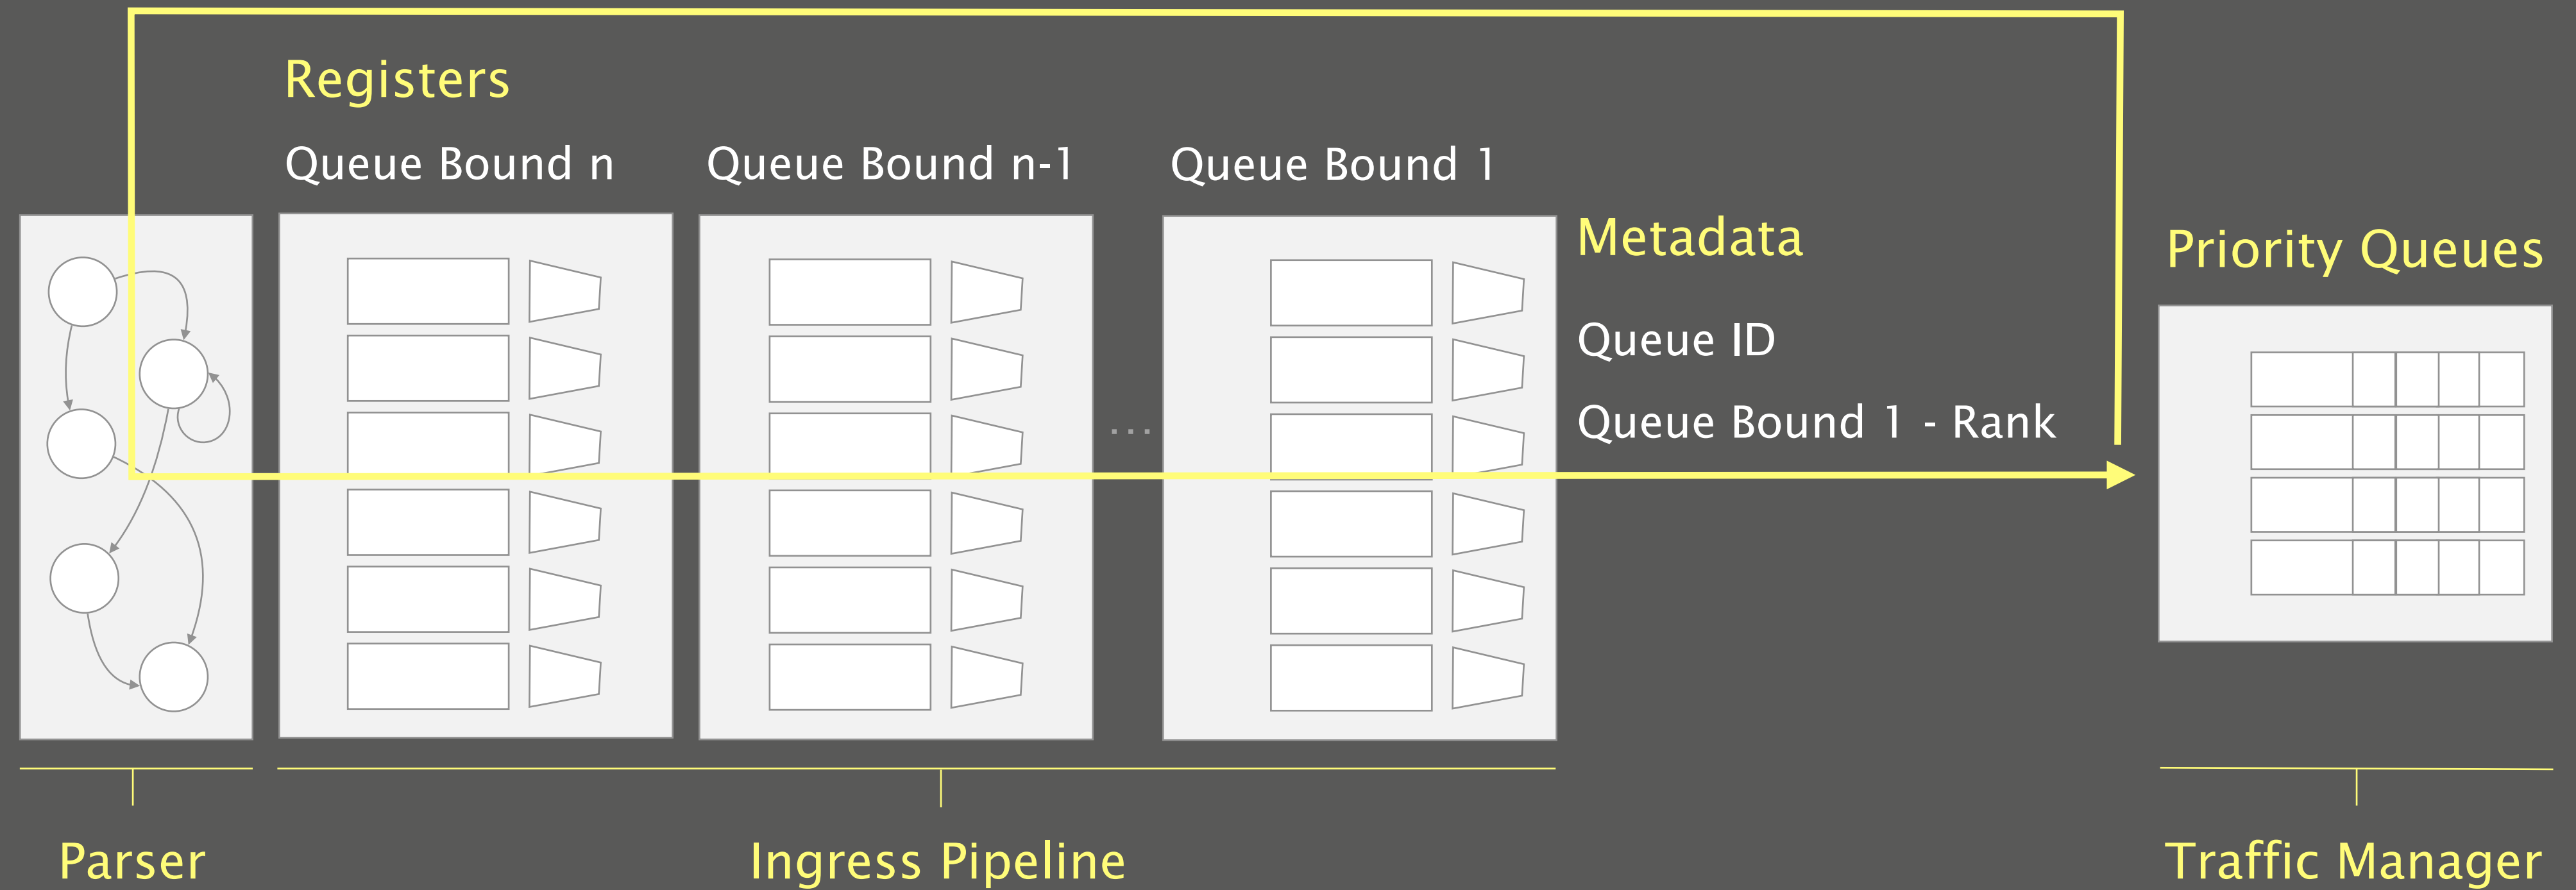 Registers
Queue Bound n
Queue Bound n-1
Queue Bound 1
Metadata
Queue ID
Queue Bound 1 - Rank
Priority Queues
...
Parser
Ingress Pipeline
Traffic Manager